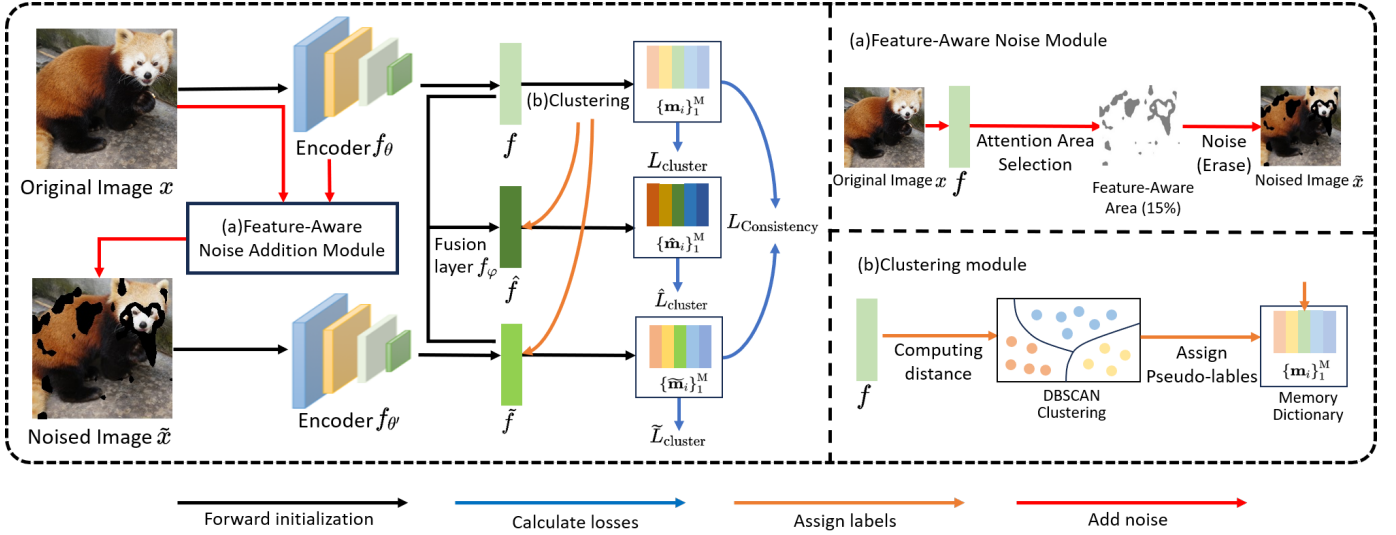 Original Image x
Encoder f_θ
(b)Clustering
f
{m_i}_1^M
L_cluster
(a)Feature-Aware
Noise Addition Module
Fusion
layer f_φ
f̂
{m̂_i}_1^M
L_Consistency
L̂_cluster
Noised Image x̃
Encoder f_θ'
f̃
{m̃_i}_1^M
L̃_cluster
(a)Feature-Aware Noise Module
Original Image x
f
Attention Area
Selection
Feature-Aware
Area (15%)
Noise
(Erase)
Noised Image x̃
(b)Clustering module
f
Computing
distance
DBSCAN
Clustering
Assign
Pseudo-lables
{m_i}_1^M
Memory
Dictionary
Forward initialization
Calculate losses
Assign labels
Add noise